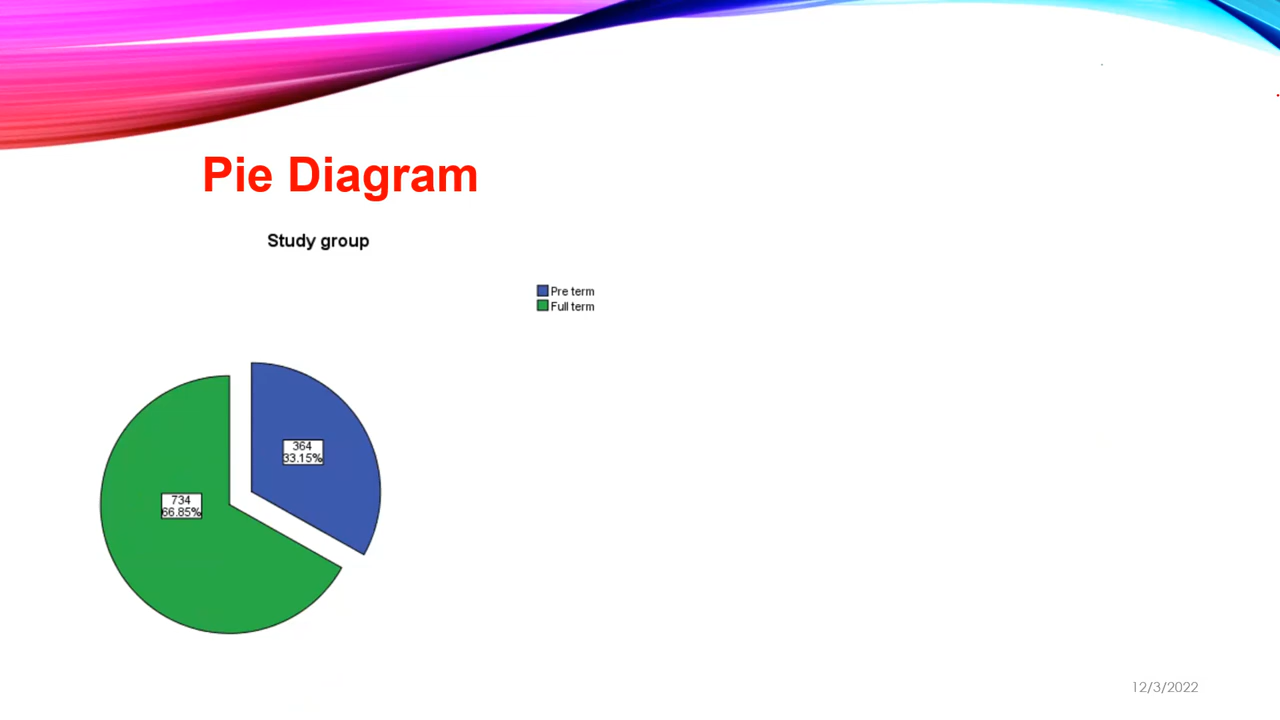 Pie Diagram
Study group
Pre term
Full term
364
33.15%
734
66.85%
12/3/2022